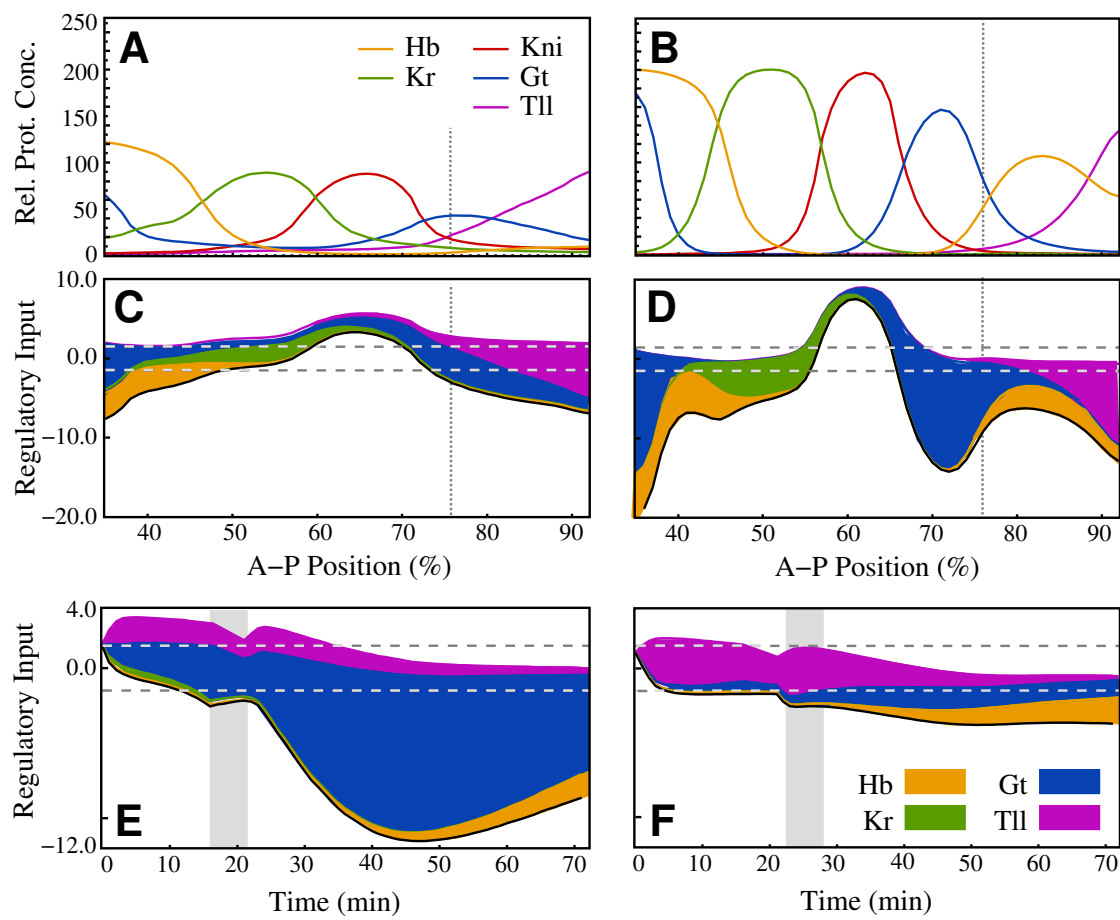 A
B
250
200
150
100
50
0
Rel. Prot. Conc.
Hb
Kni
Kr
Gt
Tll
C
D
10.0
0.0
−10.0
−20.0
Regulatory Input
40 50 60 70 80 90
40 50 60 70 80 90
A−P Position (%)
A−P Position (%)
4.0
0.0
−12.0
Regulatory Input
E
F
Hb
Gt
Kr
Tll
0 10 20 30 40 50 60 70
0 10 20 30 40 50 60 70
Time (min)
Time (min)